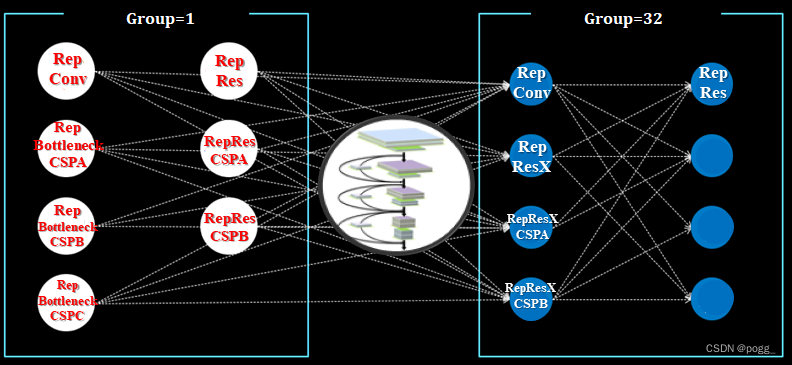 Group=1
Group=32
Rep
Conv
Rep
Res
Rep
Bottleneck
CSPA
RepRes
CSPA
Rep
Bottleneck
CSPB
RepRes
CSPB
Rep
Bottleneck
CSPC
Rep
Conv
Rep
Res
Rep
ResX
RepResX
CSPA
RepResX
CSPB
CSDN @pogg_